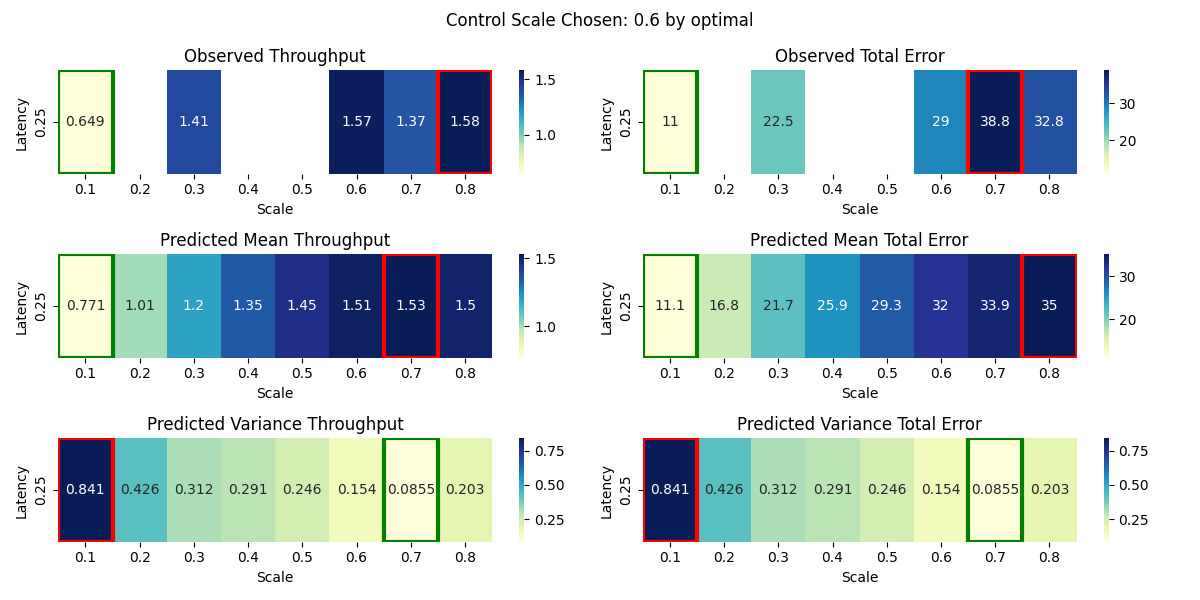 Control Scale Chosen: 0.6 by optimal
Observed Throughput
Latency
0.25
0.649 1.41 1.57 1.37 1.58
1.5
1.0
0.1 0.2 0.3 0.4 0.5 0.6 0.7 0.8
Scale
Observed Total Error
Latency
0.25
11 22.5 29 38.8 32.8
30
20
0.1 0.2 0.3 0.4 0.5 0.6 0.7 0.8
Scale
Predicted Mean Throughput
Latency
0.25
0.771 1.01 1.2 1.35 1.45 1.51 1.53 1.5
1.5
1.0
0.1 0.2 0.3 0.4 0.5 0.6 0.7 0.8
Scale
Predicted Mean Total Error
Latency
0.25
11.1 16.8 21.7 25.9 29.3 32 33.9 35
30
20
0.1 0.2 0.3 0.4 0.5 0.6 0.7 0.8
Scale
Predicted Variance Throughput
Latency
0.25
0.841 0.426 0.312 0.291 0.246 0.154 0.0855 0.203
0.75
0.50
0.25
0.1 0.2 0.3 0.4 0.5 0.6 0.7 0.8
Scale
Predicted Variance Total Error
Latency
0.25
0.841 0.426 0.312 0.291 0.246 0.154 0.0855 0.203
0.75
0.50
0.25
0.1 0.2 0.3 0.4 0.5 0.6 0.7 0.8
Scale